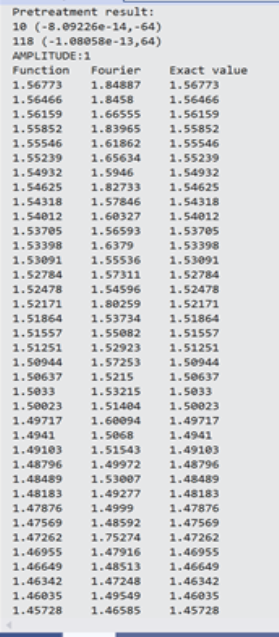 Pretreatment result:
10 (-8.09226e-14,-64)
118 (-1.08058e-13,64)
AMPLITUDE:1
Function Fourier Exact value
1.56773 1.84887 1.56773
1.56466 1.8458 1.56466
1.56159 1.66555 1.56159
1.55852 1.83965 1.55852
1.55546 1.61862 1.55546
1.55239 1.65634 1.55239
1.54932 1.5946 1.54932
1.54625 1.82733 1.54625
1.54318 1.57846 1.54318
1.54012 1.60327 1.54012
1.53705 1.56593 1.53705
1.53398 1.6379 1.53398
1.53091 1.55536 1.53091
1.52784 1.57311 1.52784
1.52478 1.54596 1.52478
1.52171 1.80259 1.52171
1.51864 1.53734 1.51864
1.51557 1.55082 1.51557
1.51251 1.52923 1.51251
1.50944 1.57253 1.50944
1.50637 1.5215 1.50637
1.5033 1.53215 1.5033
1.50023 1.51404 1.50023
1.49717 1.60094 1.49717
1.4941 1.5068 1.4941
1.49103 1.51543 1.49103
1.48796 1.49972 1.48796
1.48489 1.53007 1.48489
1.48183 1.49277 1.48183
1.47876 1.4999 1.47876
1.47569 1.48592 1.47569
1.47262 1.75274 1.47262
1.46955 1.47916 1.46955
1.46649 1.48513 1.46649
1.46342 1.47248 1.46342
1.46035 1.49549 1.46035
1.45728 1.46585 1.45728